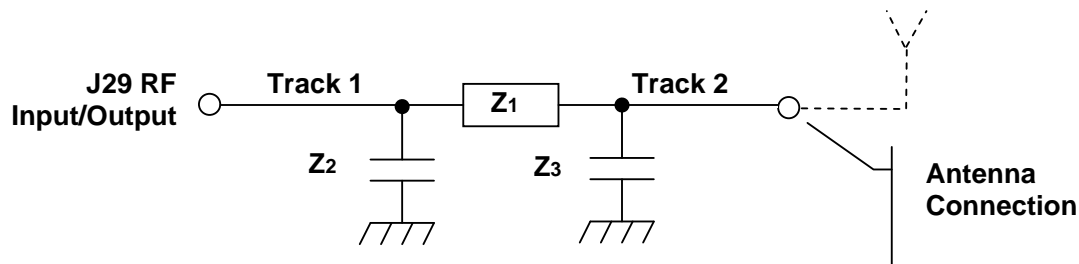 J29 RF
Input/Output
Track 1
Z1
Track 2
Z2
Z3
Antenna
Connection